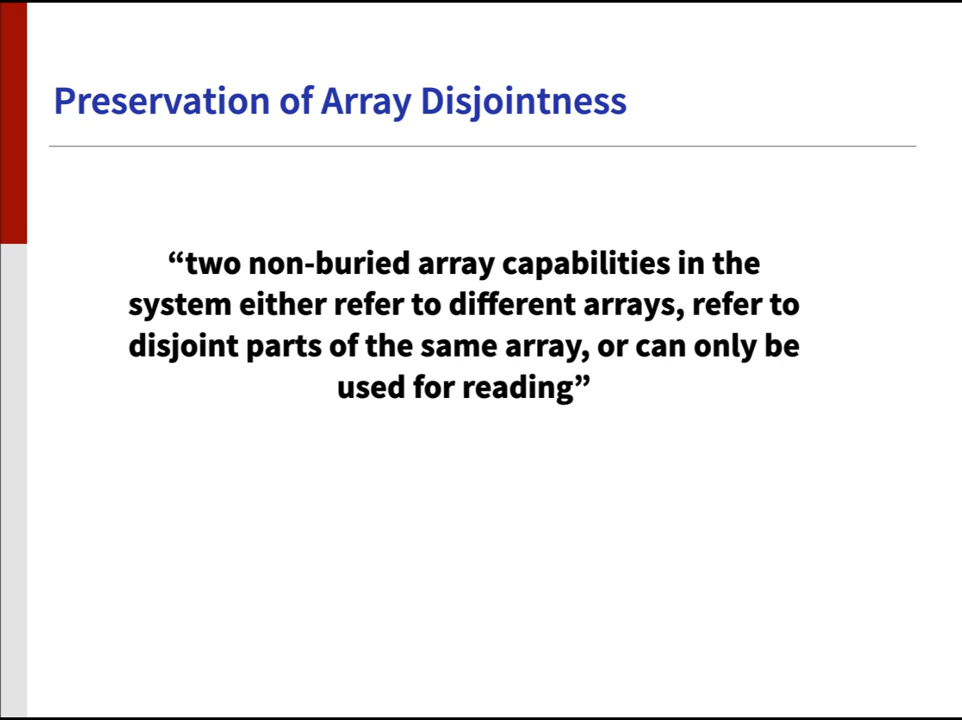 Preservation of Array Disjointness
“two non-buried array capabilities in the
system either refer to different arrays, refer to
disjoint parts of the same array, or can only be
used for reading”